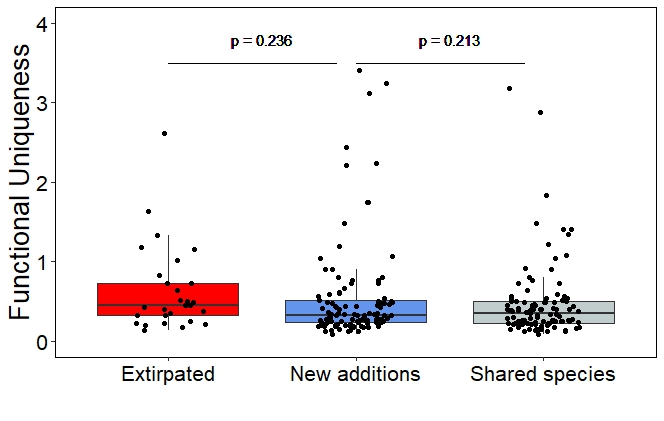 Functional Uniqueness
4
3
2
1
0
p = 0.236
p = 0.213
Extirpated
New additions
Shared species